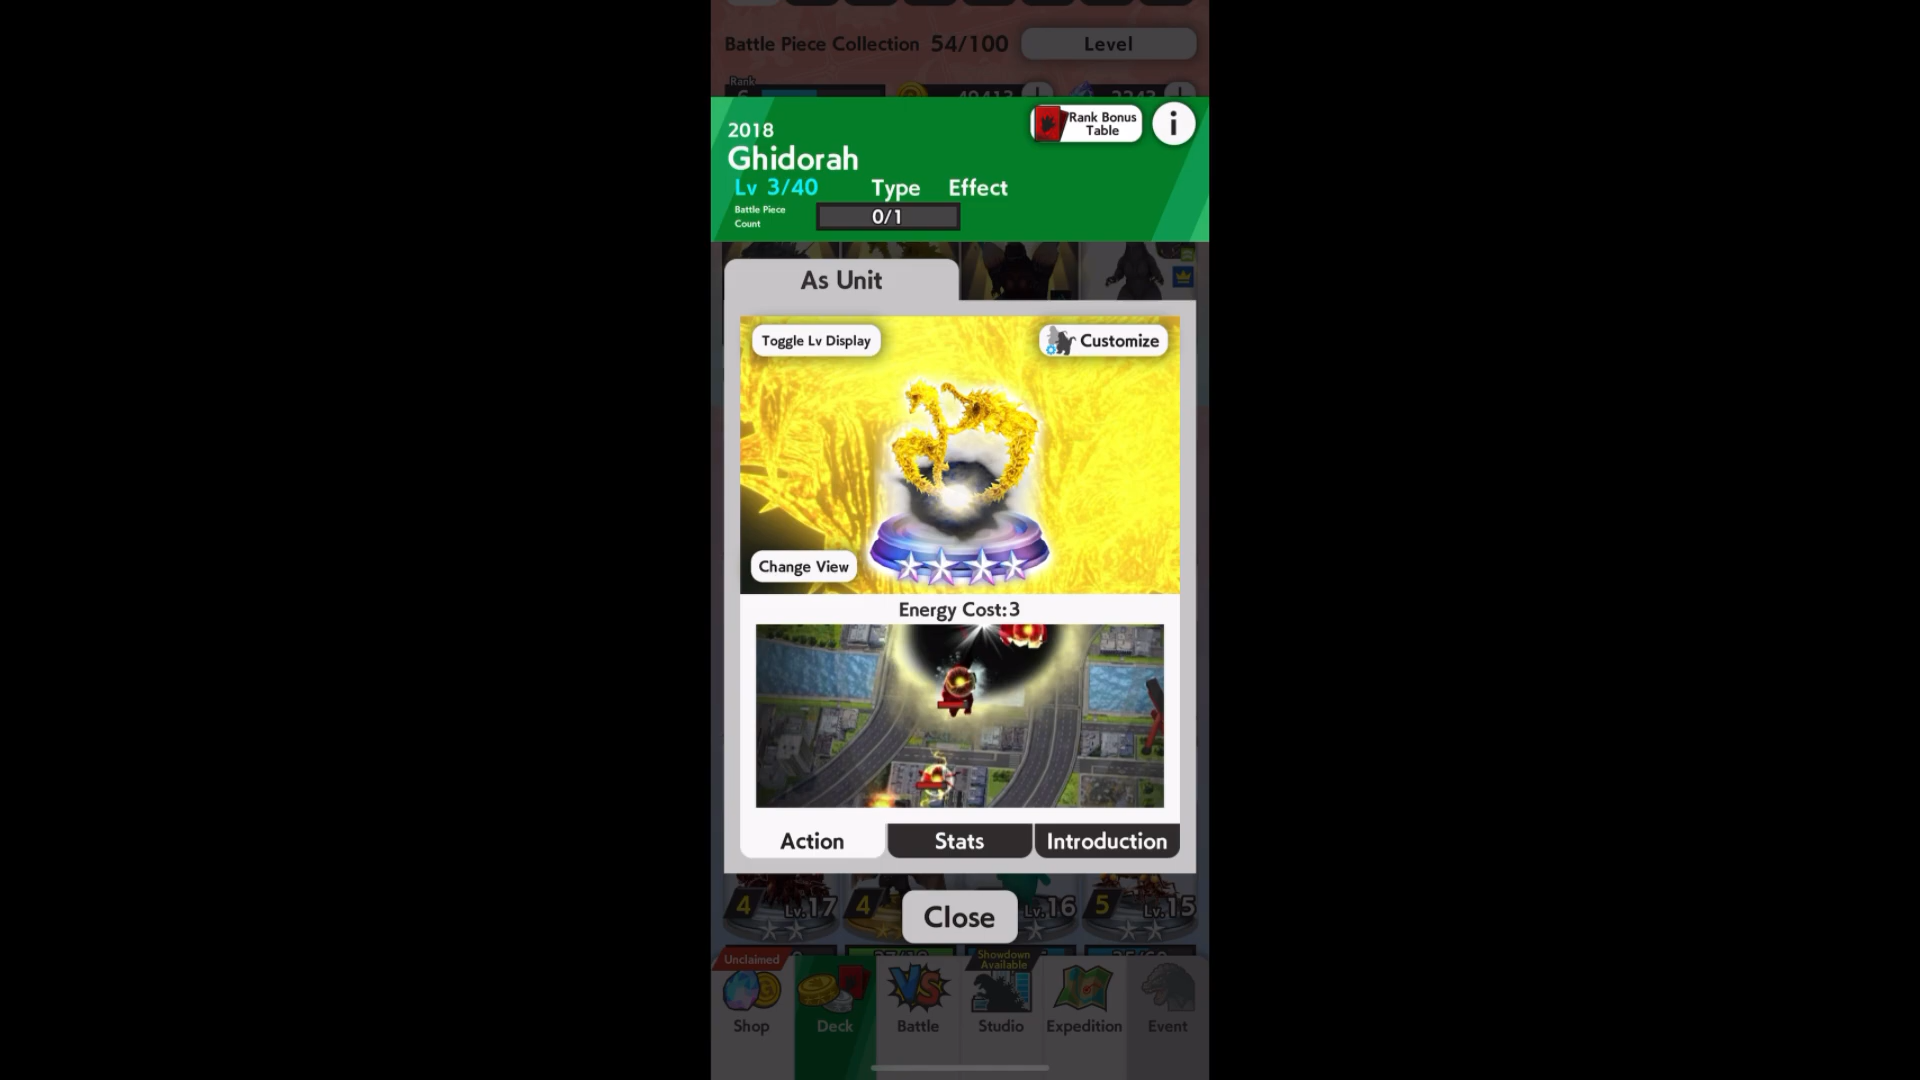 Battle Piece Collection 54/100 Level
Rank
2018
Ghidorah
Rank Bonus
Table
i
Lv 3/40 Type Effect
Battle Piece
Count
0/1
As Unit
Toggle Lv Display
Customize
Change View
Energy Cost:3
Action
Stats
Introduction
4 Lv.17
4
Lv.16
5 Lv.15
Close
Unclaimed
Showdown
Available
VS
Shop
Deck
Battle
Studio
Expedition
Event